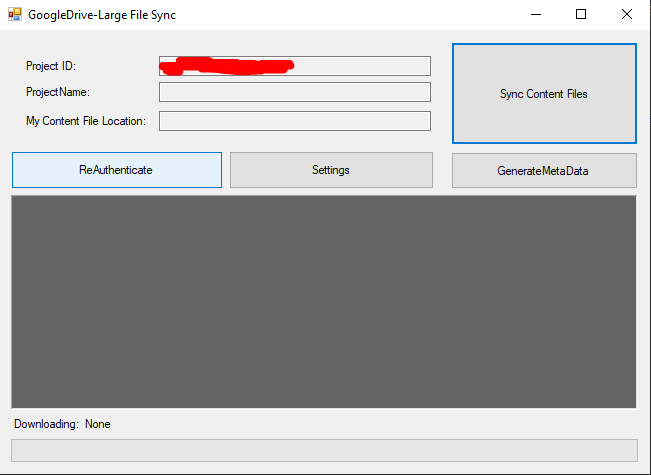 GoogleDrive-Large File Sync
Project ID:
ProjectName:
My Content File Location:
Sync Content Files
ReAuthenticate
Settings
GenerateMetaData
Downloading: None